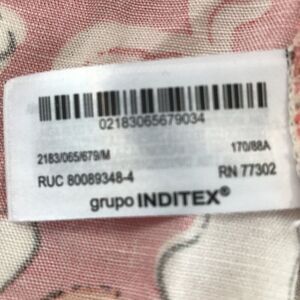 02183065679034
2183/065/679/M 170/88A
RUC 80089348-4 RN 77302
grupo INDITEX®